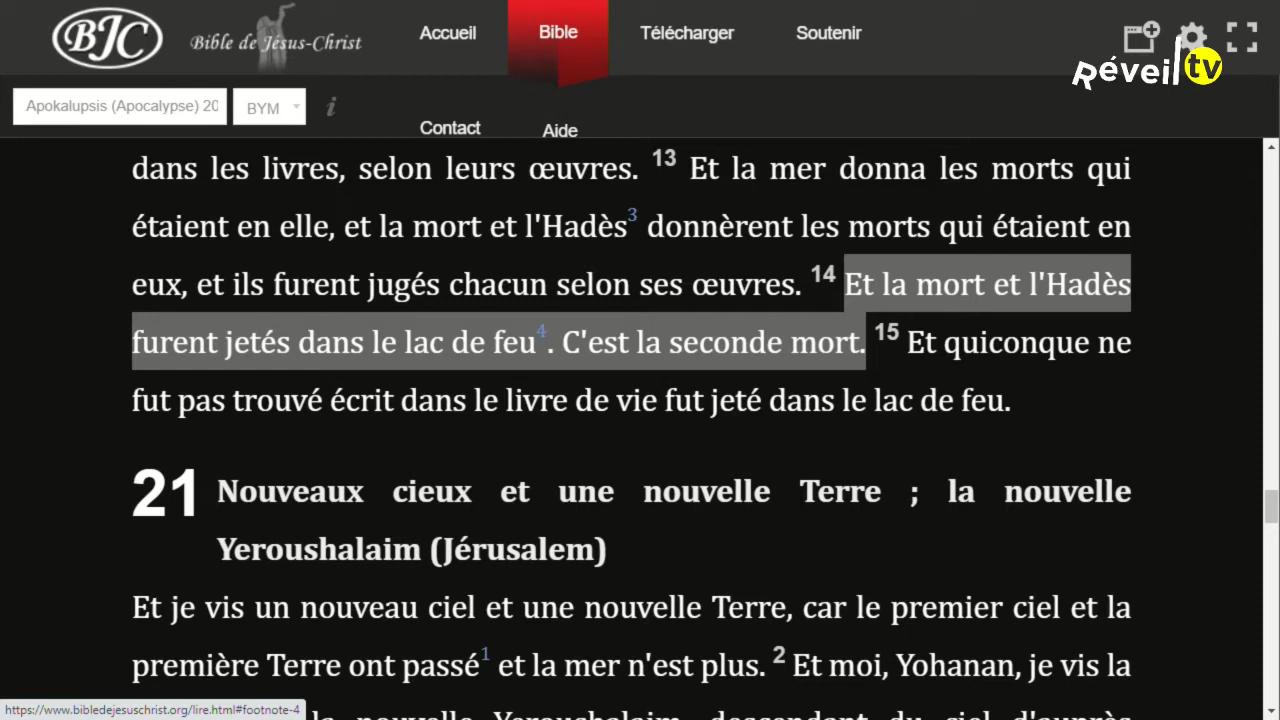 BJC
Bible de Jésus-Christ
Accueil
Bible
Télécharger
Soutenir
Réveil tv
Apokalupsis (Apocalypse) 20
BYM
i
Contact
Aide
dans les livres, selon leurs œuvres. 13 Et la mer donna les morts qui
étaient en elle, et la mort et l'Hadès3 donnèrent les morts qui étaient en
eux, et ils furent jugés chacun selon ses œuvres. 14 Et la mort et l'Hadès
furent jetés dans le lac de feu4. C'est la seconde mort. 15 Et quiconque ne
fut pas trouvé écrit dans le livre de vie fut jeté dans le lac de feu.
21 Nouveaux cieux et une nouvelle Terre ; la nouvelle
Yeroushalaim (Jérusalem)
Et je vis un nouveau ciel et une nouvelle Terre, car le premier ciel et la
première Terre ont passé1 et la mer n'est plus. 2 Et moi, Yohanan, je vis la
la nouvelle Yeroushalaim, descendant du ciel d'auprès
https://www.bibledejesuschrist.org/lire.html#footnote-4